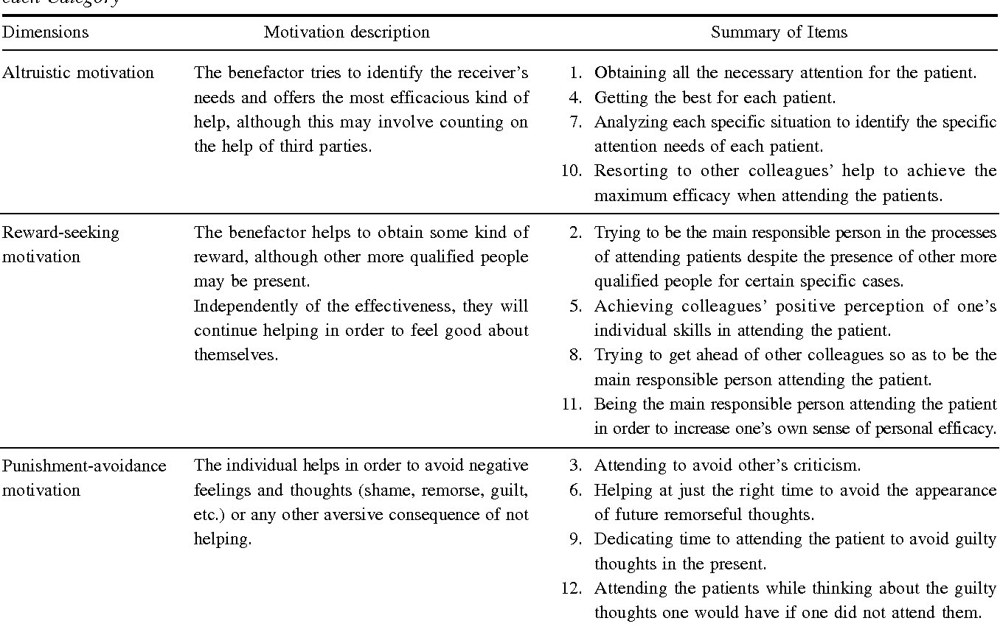 each Category
Dimensions Motivation description Summary of Items
Altruistic motivation
The benefactor tries to identify the receiver's
needs and offers the most efficacious kind of
help, although this may involve counting on
the help of third parties.
1. Obtaining all the necessary attention for the patient.
4. Getting the best for each patient.
7. Analyzing each specific situation to identify the specific
attention needs of each patient.
10. Resorting to other colleagues' help to achieve the
maximum efficacy when attending the patients.
Reward-seeking
motivation
The benefactor helps to obtain some kind of
reward, although other more qualified people
may be present.
Independently of the effectiveness, they will
continue helping in order to feel good about
themselves.
2. Trying to be the main responsible person in the processes
of attending patients despite the presence of other more
qualified people for certain specific cases.
5. Achieving colleagues' positive perception of one's
individual skills in attending the patient.
8. Trying to get ahead of other colleagues so as to be the
main responsible person attending the patient.
11. Being the main responsible person attending the patient
in order to increase one's own sense of personal efficacy.
Punishment-avoidance
motivation
The individual helps in order to avoid negative
feelings and thoughts (shame, remorse, guilt,
etc.) or any other aversive consequence of not
helping.
3. Attending to avoid other's criticism.
6. Helping at just the right time to avoid the appearance
of future remorseful thoughts.
9. Dedicating time to attending the patient to avoid guilty
thoughts in the present.
12. Attending the patients while thinking about the guilty
thoughts one would have if one did not attend them.